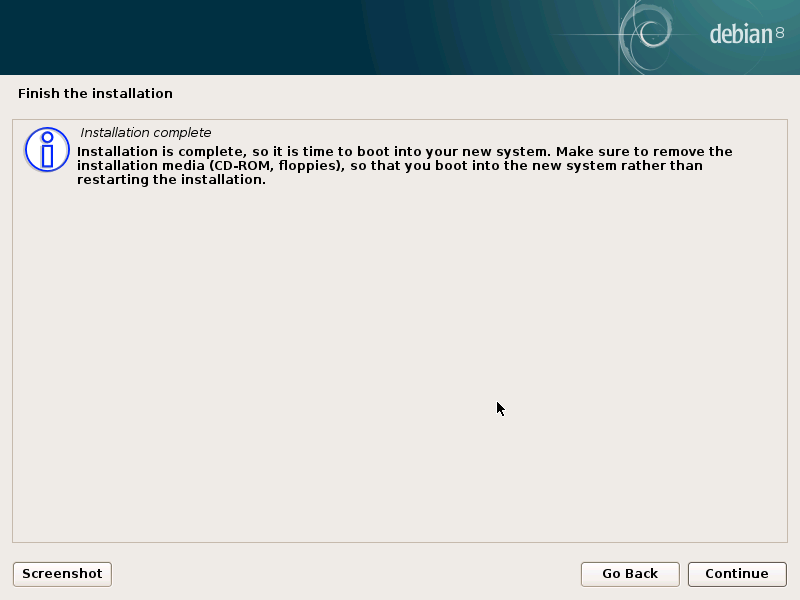 debian 8
Finish the installation
Installation complete
Installation is complete, so it is time to boot into your new system. Make sure to remove the
installation media (CD-ROM, floppies), so that you boot into the new system rather than
restarting the installation.
Screenshot
Go Back
Continue